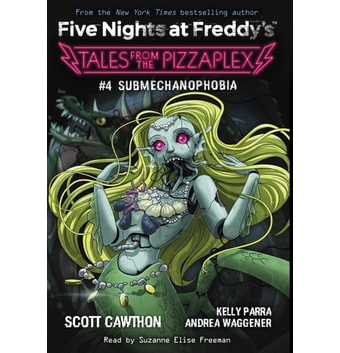 From the New York Times bestselling author
Five Nights at Freddy's™
TALES FROM THE PIZZAPLEX
#4 SUBMECHANOPHOBIA
SCOTT CAWTHON
KELLY PARRA
ANDREA WAGGENER
Read by Suzanne Elise Freeman